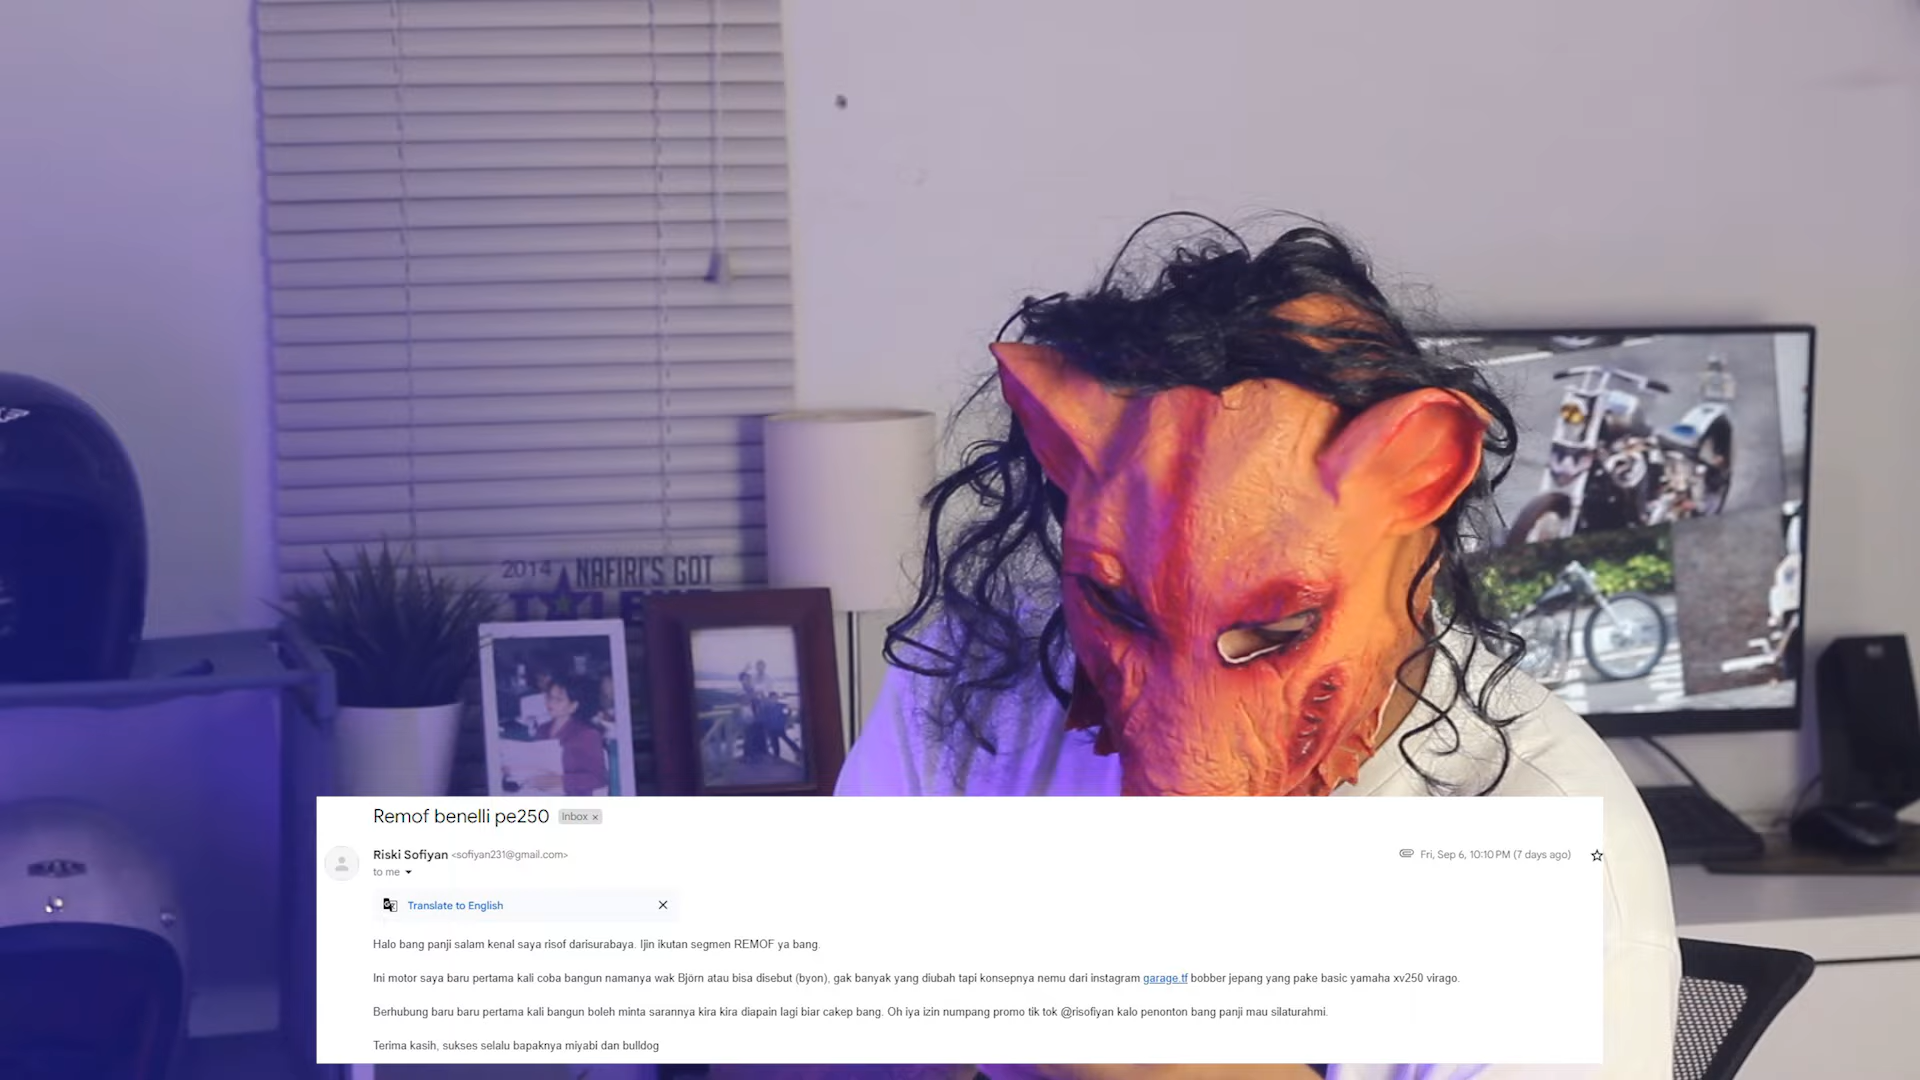 2014 NAFIRI'S GOT
Remof benelli pe250 Inbox ×
Riski Sofiyan <sofiyan231@gmail.com> Fri, Sep 6, 10:10 PM (7 days ago)
to me
Translate to English
Halo bang panji salam kenal saya risof darisurabaya. Ijin ikutan segmen REMOF ya bang.
Ini motor saya baru pertama kali coba bangun namanya wak Björn atau bisa disebut (byon), gak banyak yang diubah tapi konsepnya nemu dari instagram garage.tf bobber jepang yang pake basic yamaha xv250 virago.
Berhubung baru baru pertama kali bangun boleh minta sarannya kira kira diapain lagi biar cakep bang. Oh iya izin numpang promo tik tok @risofiyan kalo penonton bang panji mau silaturahmi.
Terima kasih, sukses selalu bapaknya miyabi dan bulldog